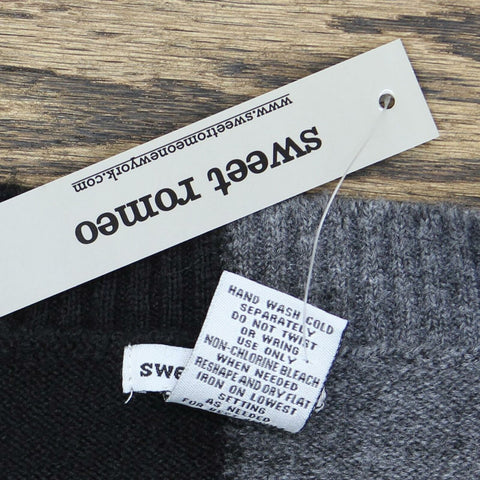 sweet romeo
www.sweetromeonewyork.com
swe
HAND WASH COLD
SEPARATELY
DO NOT TWIST
OR WRING
USE ONLY
NON-CHLORINE BLEACH
WHEN NEEDED
RESHAPE AND DRY FLAT
IRON ON LOWEST
SETTING
AS NEEDED